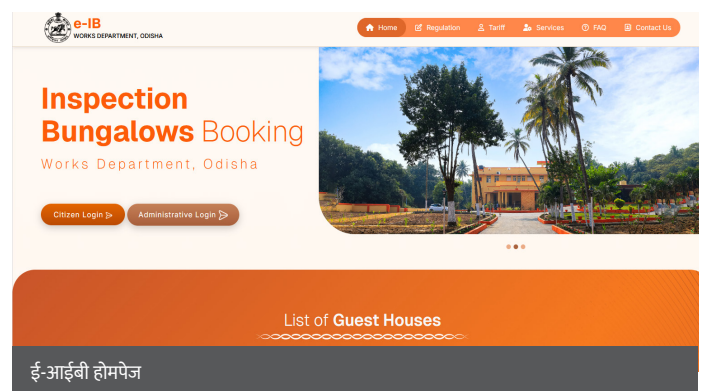 e-IB
WORKS DEPARTMENT, ODISHA
Home Regulation Tariff Services FAQ Contact Us
Inspection
Bungalows Booking
Works Department, Odisha
Citizen Login Administrative Login
List of Guest Houses
ई-आईबी होमपेज